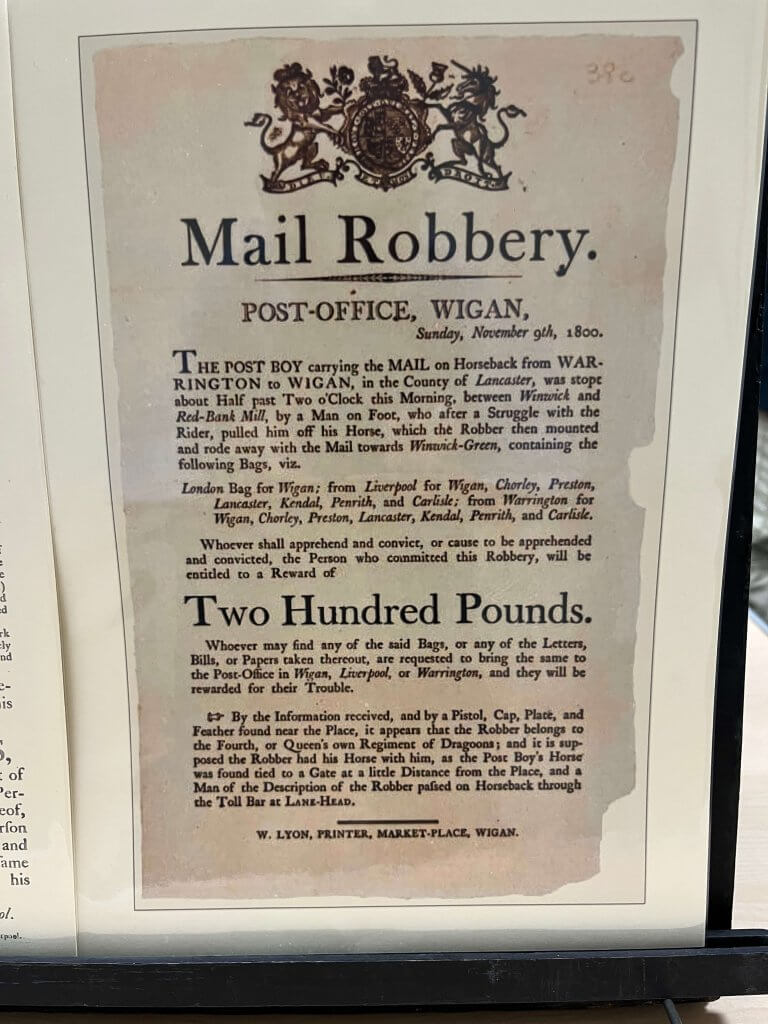 38c
Mail Robbery.
POST-OFFICE, WIGAN,
Sunday, November 9th, 1800.
THE POST BOY carrying the MAIL on Horseback from WAR-
RINGTON to WIGAN, in the County of Lancaster, was stopt
about Half past Two o'Clock this Morning, between Winwick and
Red-Bank Mill, by a Man on Foot, who after a Struggle with the
Rider, pulled him off his Horse, which the Robber then mounted
and rode away with the Mail towards Winwick-Green, containing the
following Bags, viz.
London Bag for Wigan; from Liverpool for Wigan, Chorley, Preston,
Lancaster, Kendal, Penrith, and Carlisle; from Warrington for
Wigan, Chorley, Preston, Lancaster, Kendal, Penrith, and Carlisle.
Whoever shall apprehend and convict, or cause to be apprehended
and convicted, the Person who committed this Robbery, will be
entitled to a Reward of
Two Hundred Pounds.
Whoever may find any of the said Bags, or any of the Letters,
Bills, or Papers taken thereout, are requested to bring the same to
the Post-Office in Wigan, Liverpool, or Warrington, and they will be
rewarded for their Trouble.
☞ By the Information received, and by a Pistol, Cap, Plate, and
Feather found near the Place, it appears that the Robber belongs to
the Fourth, or Queen's own Regiment of Dragoons; and it is sup-
posed the Robber had his Horse with him, as the Post Boy's Horse
was found tied to a Gate at a little Distance from the Place, and a
Man of the Description of the Robber paſſed on Horseback through
the Toll Bar at LANE-HEAD.
W. LYON, PRINTER, MARKET-PLACE, WIGAN.